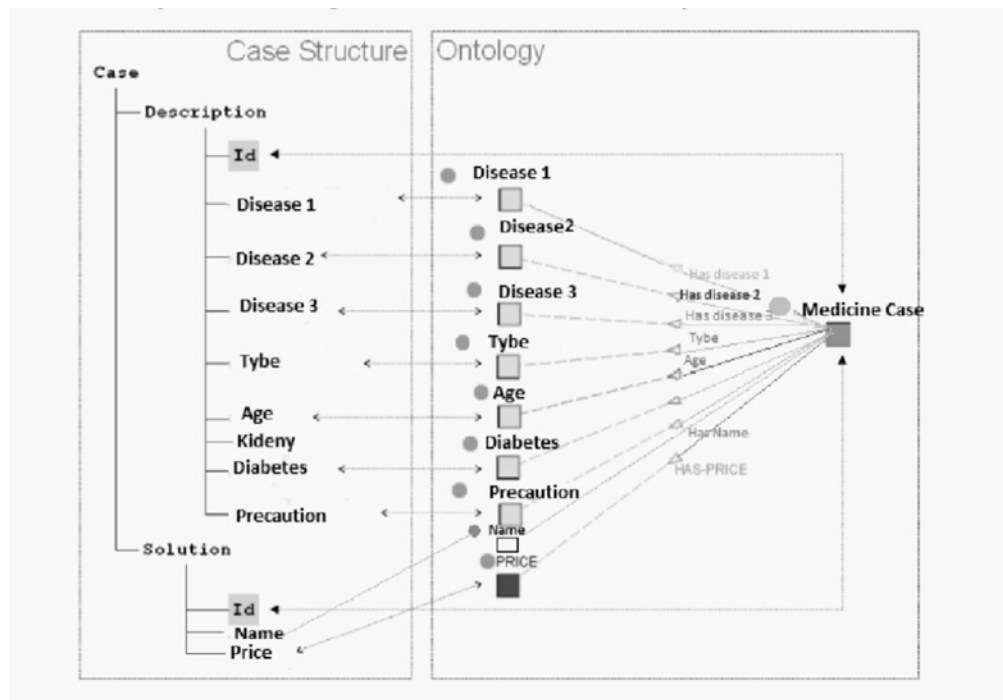 Case Structure
Case
Description
Id
Disease 1
Disease 2
Disease 3
Tybe
Age
Kideny
Diabetes
Precaution
Solution
Id
Name
Price
Ontology
Disease 1
Disease2
Disease 3
Tybe
Age
Diabetes
Precaution
Name
PRICE
Has disease 1
Has disease 2
Has disease 3
Tybe
Age
Has Name
HAS-PRICE
Medicine Case